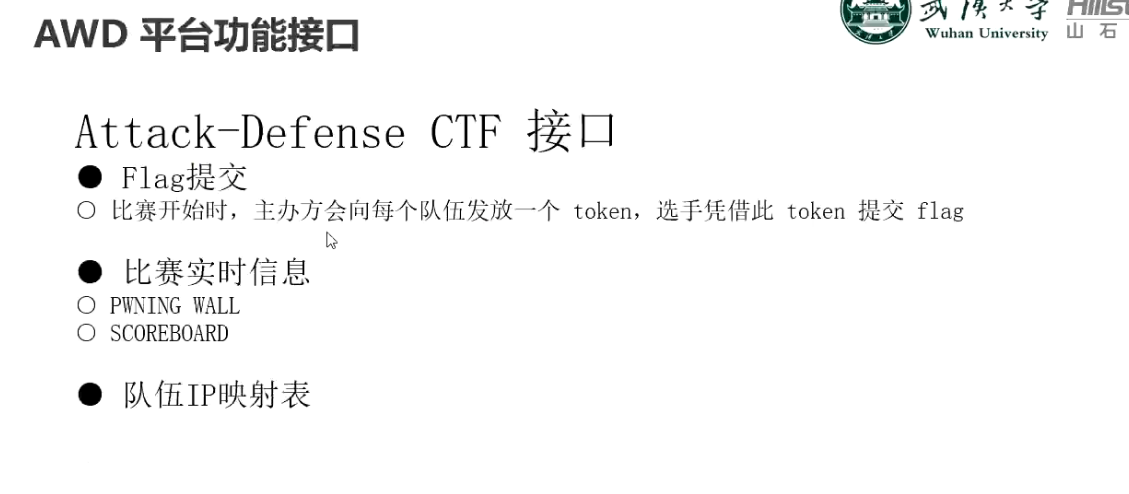 AWD 平台功能接口
武汉大学
Wuhan University
山石
Attack-Defense CTF 接口
● Flag提交
○ 比赛开始时，主办方会向每个队伍发放一个 token，选手凭借此 token 提交 flag
● 比赛实时信息
○ PWNING WALL
○ SCOREBOARD
● 队伍IP映射表